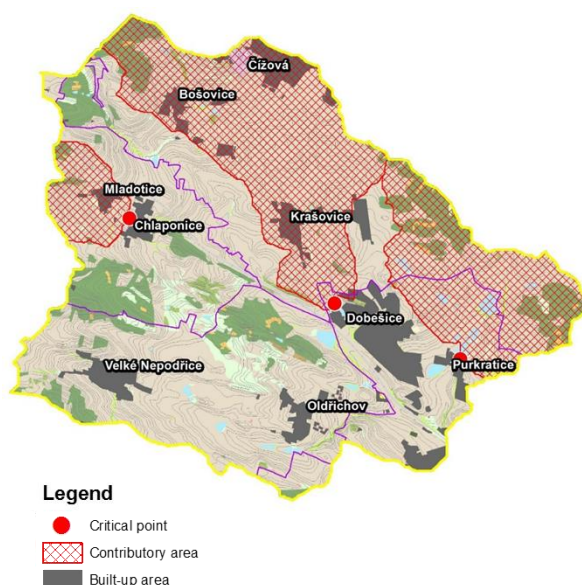 Čížová
Bošovice
Mladotice
Krašovice
Chlaponice
Dobešice
Velké Nepodřice
Purkratice
Oldřichov
Legend
Critical point
Contributory area
Built-up area